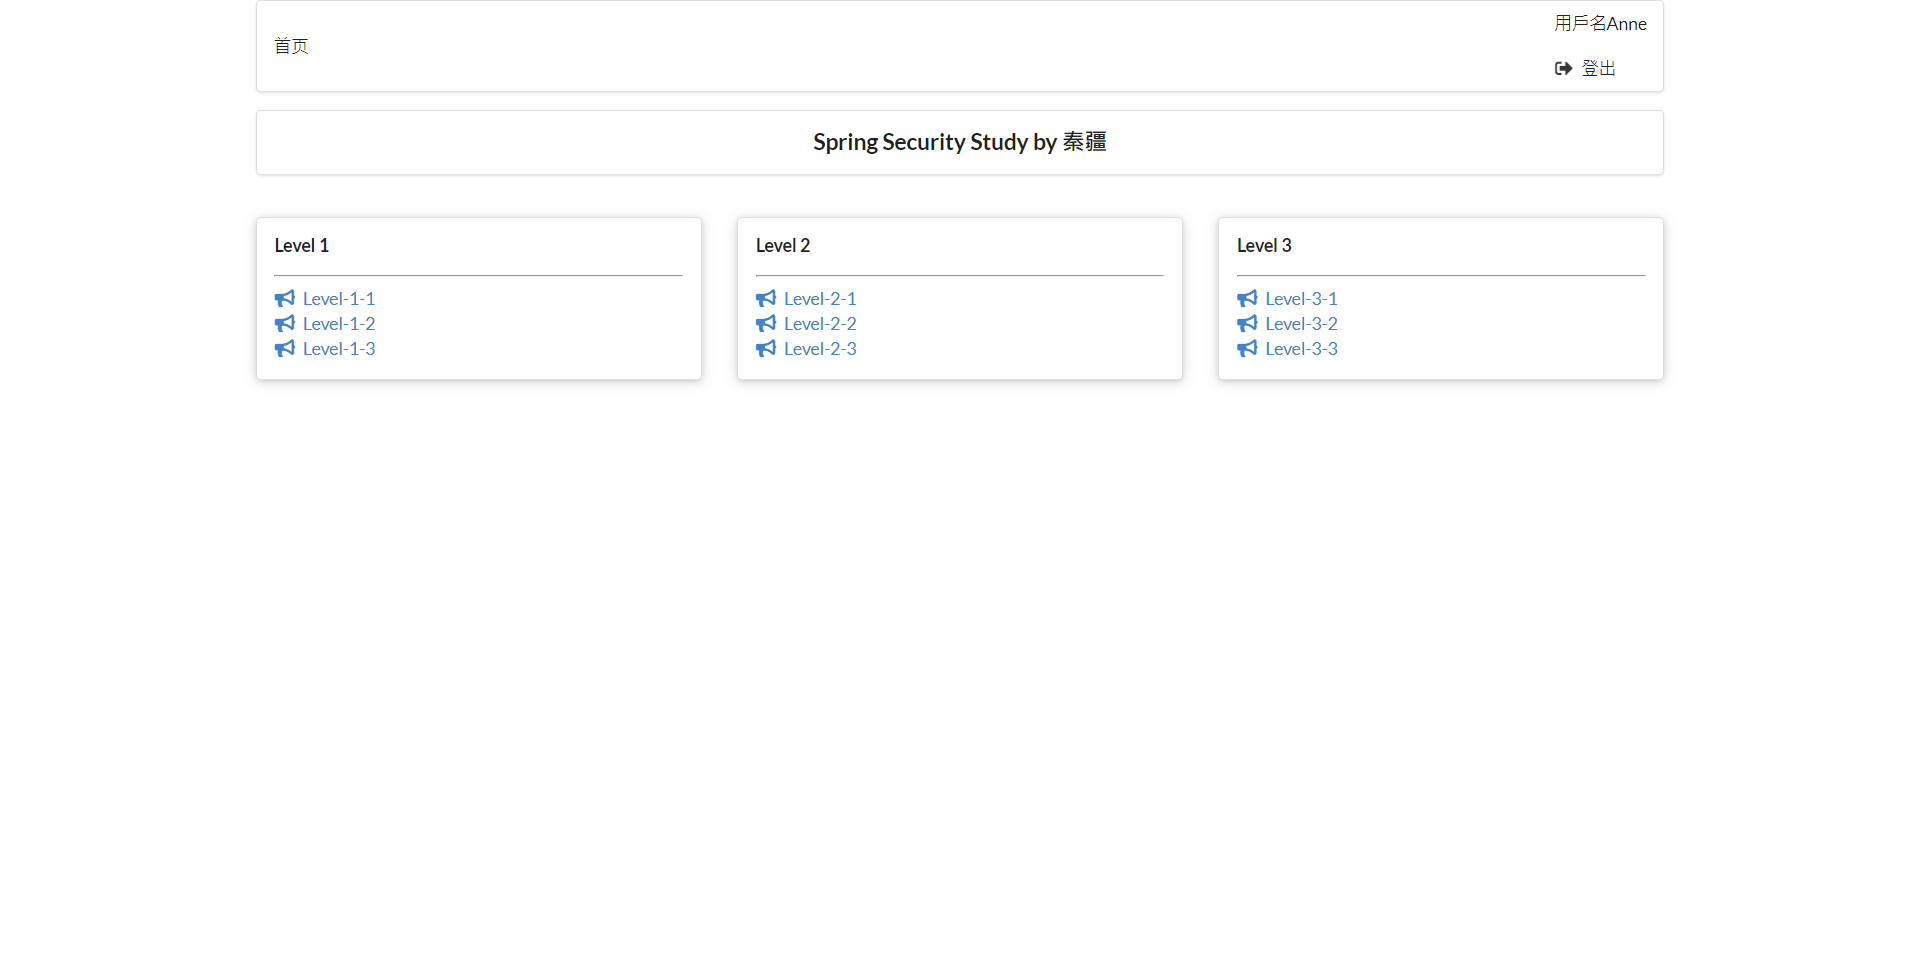 首页
用戶名Anne
登出
Spring Security Study by 秦疆
Level 1
Level-1-1
Level-1-2
Level-1-3
Level 2
Level-2-1
Level-2-2
Level-2-3
Level 3
Level-3-1
Level-3-2
Level-3-3